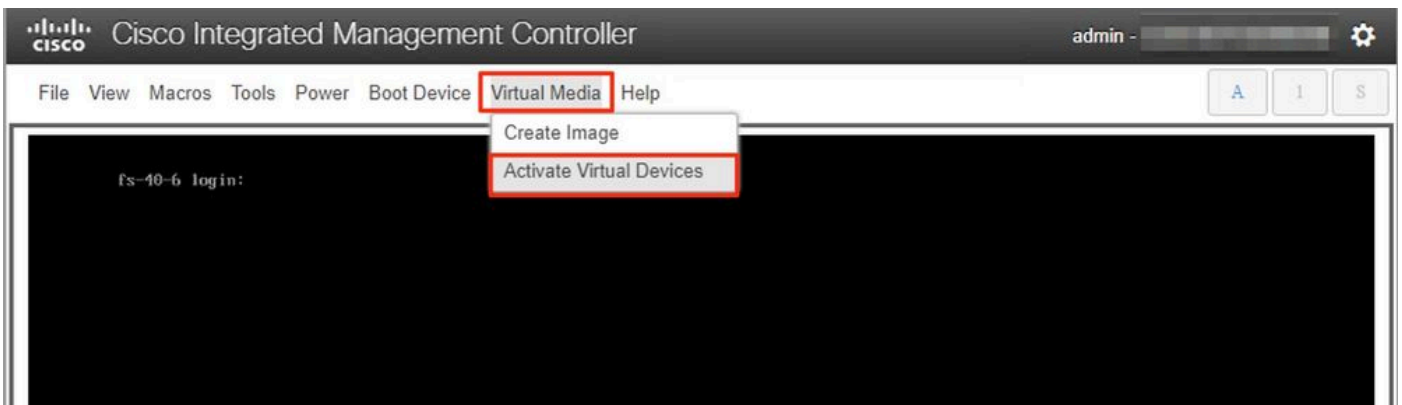 CISCO Cisco Integrated Management Controller admin -
File View Macros Tools Power Boot Device Virtual Media Help A 1 S
Create Image
Activate Virtual Devices
fs-40-6 login: